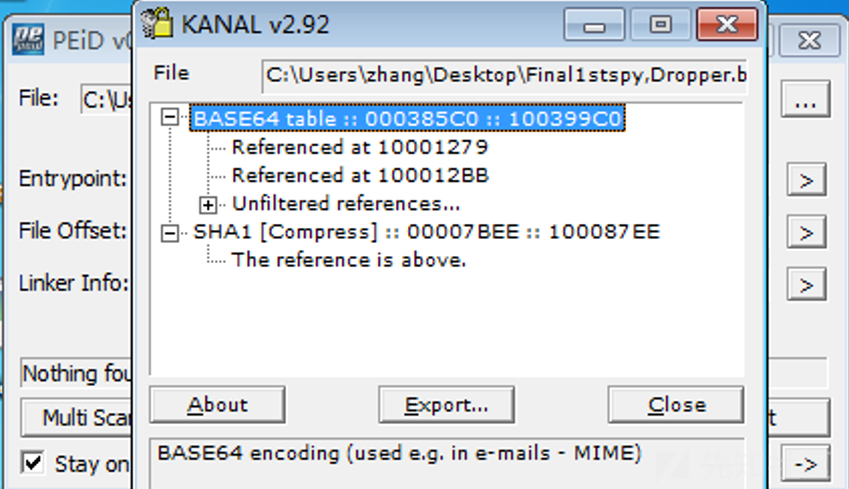 PEiD v0
KANAL v2.92
File
C:\Users\zhang\Desktop\Final1stspy,Dropper.b
File:
C:\Us
...
BASE64 table :: 000385C0 :: 100399C0
Referenced at 10001279
Referenced at 100012BB
Unfiltered references...
SHA1 [Compress] :: 00007BEE :: 100087EE
The reference is above.
Entrypoint:
>
File Offset:
>
Linker Info:
>
Nothing fou
About
Export...
Close
Multi Scan
t
Stay on
BASE64 encoding (used e.g. in e-mails - MIME)
->